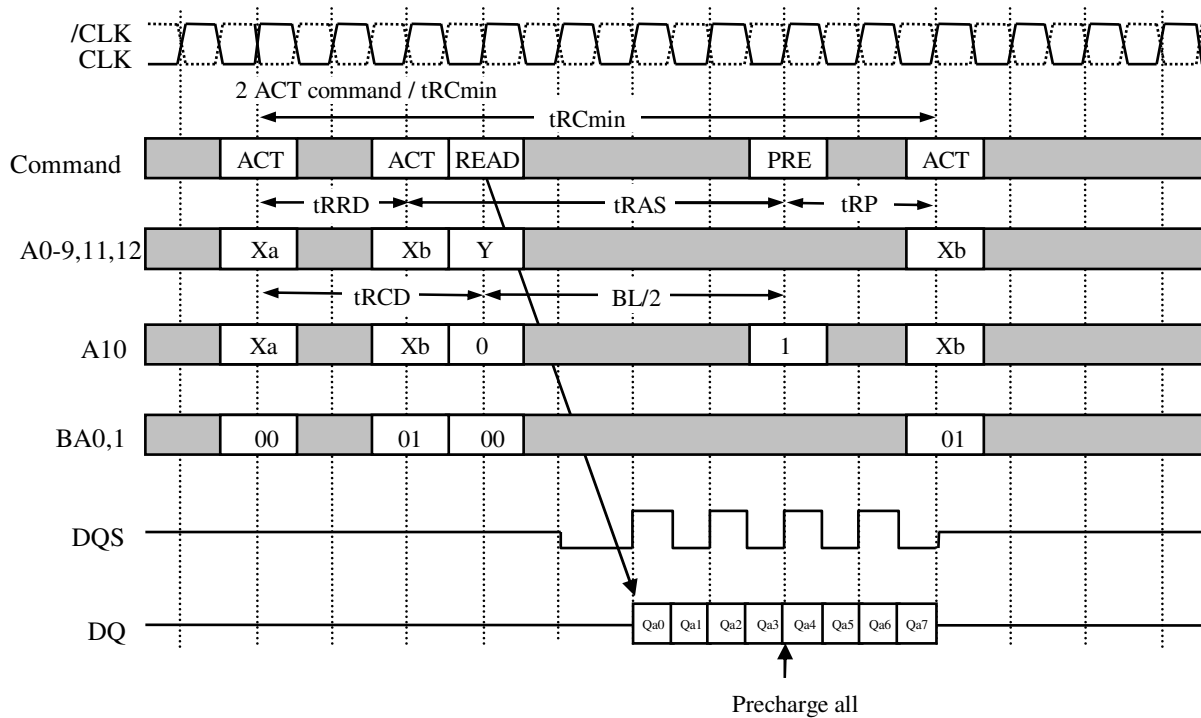 /CLK
CLK
2 ACT command / tRCmin
tRCmin
Command ACT ACT READ PRE ACT
tRRD tRAS tRP
A0-9,11,12 Xa Xb Y Xb
tRCD BL/2
A10 Xa Xb 0 1 Xb
BA0,1 00 01 00 01
DQS
DQ Qa0 Qa1 Qa2 Qa3 Qa4 Qa5 Qa6 Qa7
Precharge all